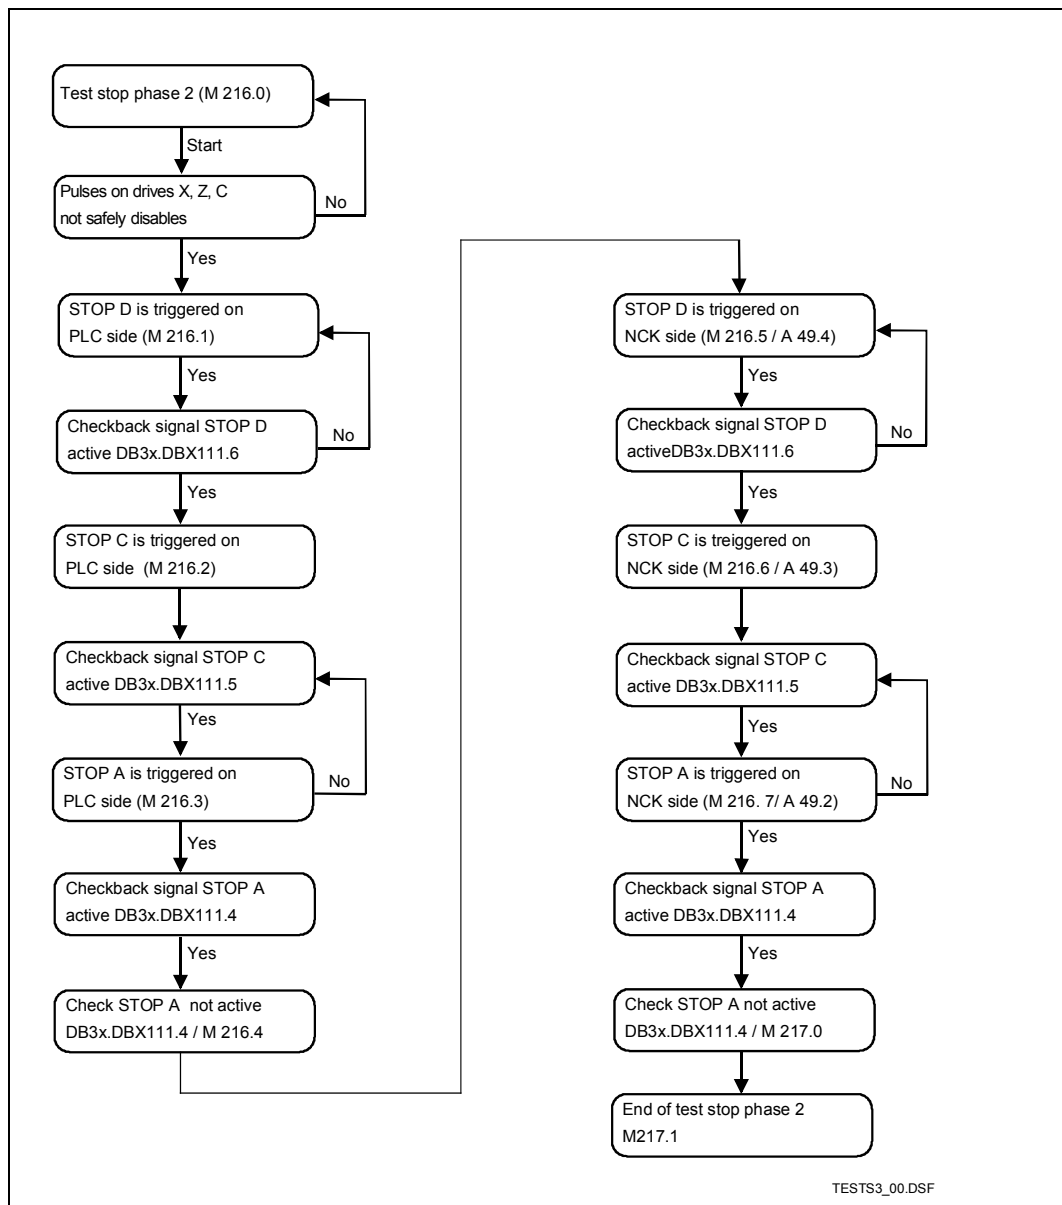 Test stop phase 2 (M 216.0)
Start
Pulses on drives X, Z, C
not safely disables
No
Yes
STOP D is triggered on
PLC side (M 216.1)
Yes
Checkback signal STOP D
active DB3x.DBX111.6
No
Yes
STOP C is triggered on
PLC side (M 216.2)
Checkback signal STOP C
active DB3x.DBX111.5
Yes
STOP A is triggered on
PLC side (M 216.3)
No
Yes
Checkback signal STOP A
active DB3x.DBX111.4
Yes
Check STOP A not active
DB3x.DBX111.4 / M 216.4
STOP D is triggered on
NCK side (M 216.5 / A 49.4)
Yes
Checkback signal STOP D
activeDB3x.DBX111.6
No
Yes
STOP C is treiggered on
NCK side (M 216.6 / A 49.3)
Checkback signal STOP C
active DB3x.DBX111.5
Yes
STOP A is triggered on
NCK side (M 216. 7/ A 49.2)
No
Yes
Checkback signal STOP A
active DB3x.DBX111.4
Yes
Check STOP A not active
DB3x.DBX111.4 / M 217.0
End of test stop phase 2
M217.1
TESTS3_00.DSF